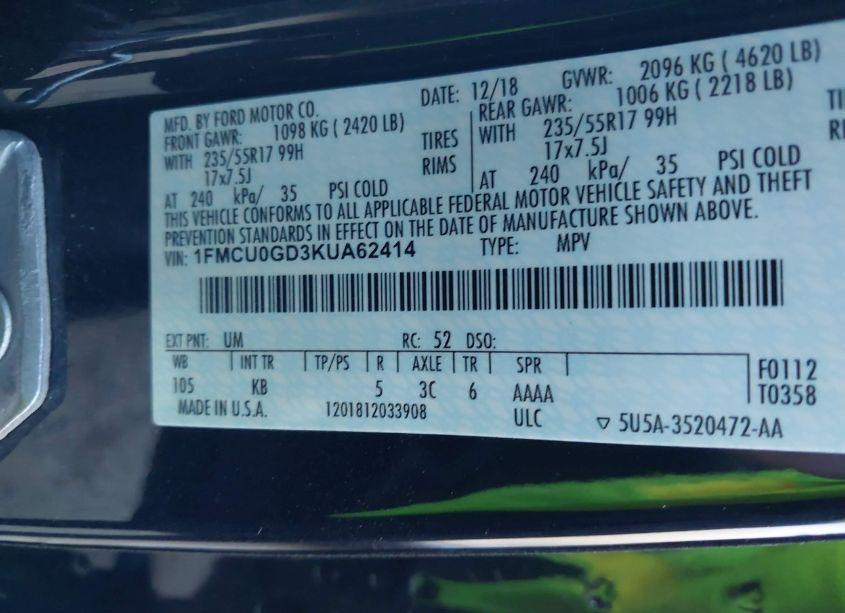 MFD. BY FORD MOTOR CO. DATE: 12/18 GVWR: 2096 KG ( 4620 LB)
FRONT GAWR: 1098 KG ( 2420 LB) REAR GAWR: 1006 KG ( 2218 LB)
WITH 235/55R17 99H TIRES WITH 235/55R17 99H TI
17x7.5J RIMS 17x7.5J RI
AT 240 kPa/ 35 PSI COLD AT 240 kPa/ 35 PSI COLD
THIS VEHICLE CONFORMS TO ALL APPLICABLE FEDERAL MOTOR VEHICLE SAFETY AND THEFT
PREVENTION STANDARDS IN EFFECT ON THE DATE OF MANUFACTURE SHOWN ABOVE.
VIN: 1FMCU0GD3KUA62414 TYPE: MPV
EXT PNT: UM RC: 52 DSO:
WB INT TR TP/PS R AXLE TR SPR F0112
105 KB 5 3C 6 AAAA T0358
MADE IN U.S.A. 1201812033908 ULC ▽ 5U5A-3520472-AA